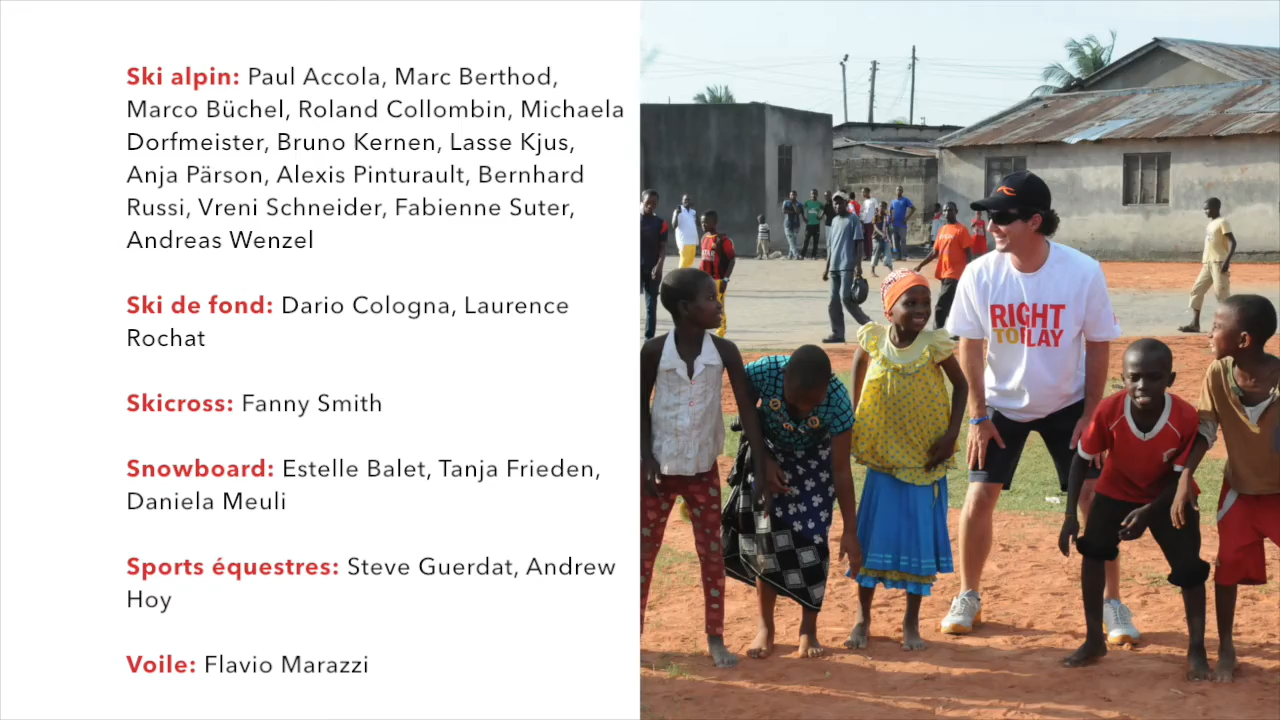 Ski alpin: Paul Accola, Marc Berthod,
Marco Büchel, Roland Collombin, Michaela
Dorfmeister, Bruno Kernen, Lasse Kjus,
Anja Pärson, Alexis Pinturault, Bernhard
Russi, Vreni Schneider, Fabienne Suter,
Andreas Wenzel
Ski de fond: Dario Cologna, Laurence
Rochat
Skicross: Fanny Smith
Snowboard: Estelle Balet, Tanja Frieden,
Daniela Meuli
Sports équestres: Steve Guerdat, Andrew
Hoy
Voile: Flavio Marazzi
RIGHT
TO PLAY